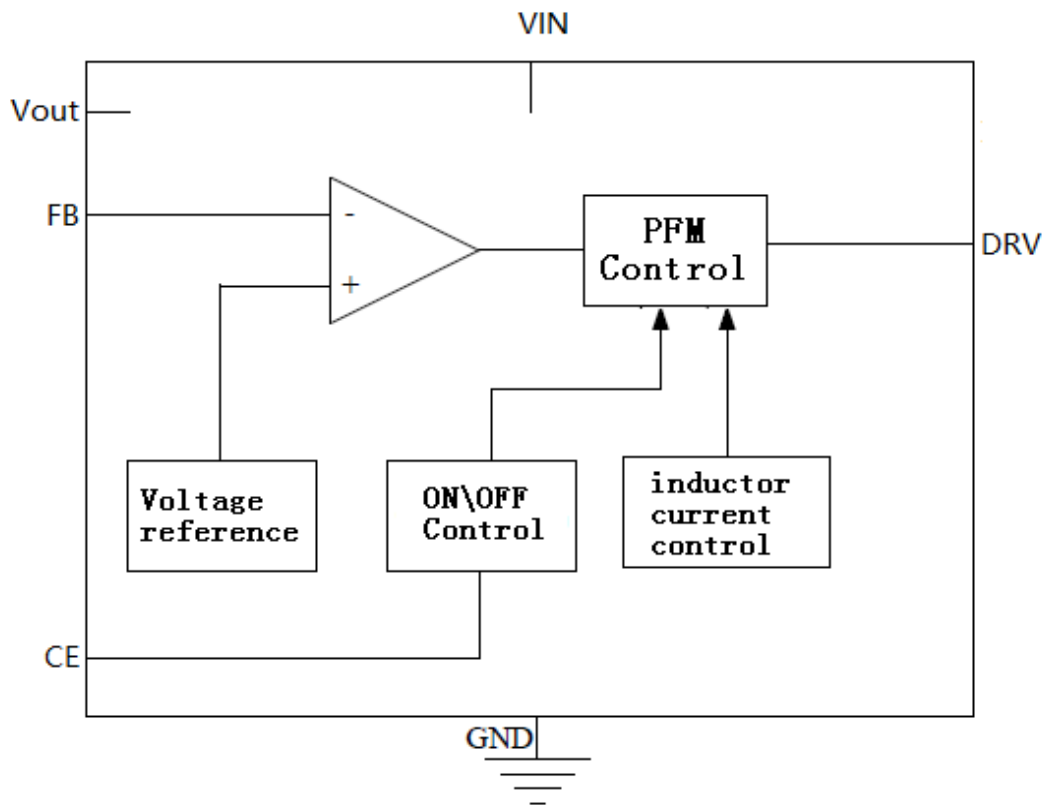 VIN
Vout
FB
-
+
PFM
Control
DRV
Voltage
reference
ON\OFF
Control
inductor
current
control
CE
GND